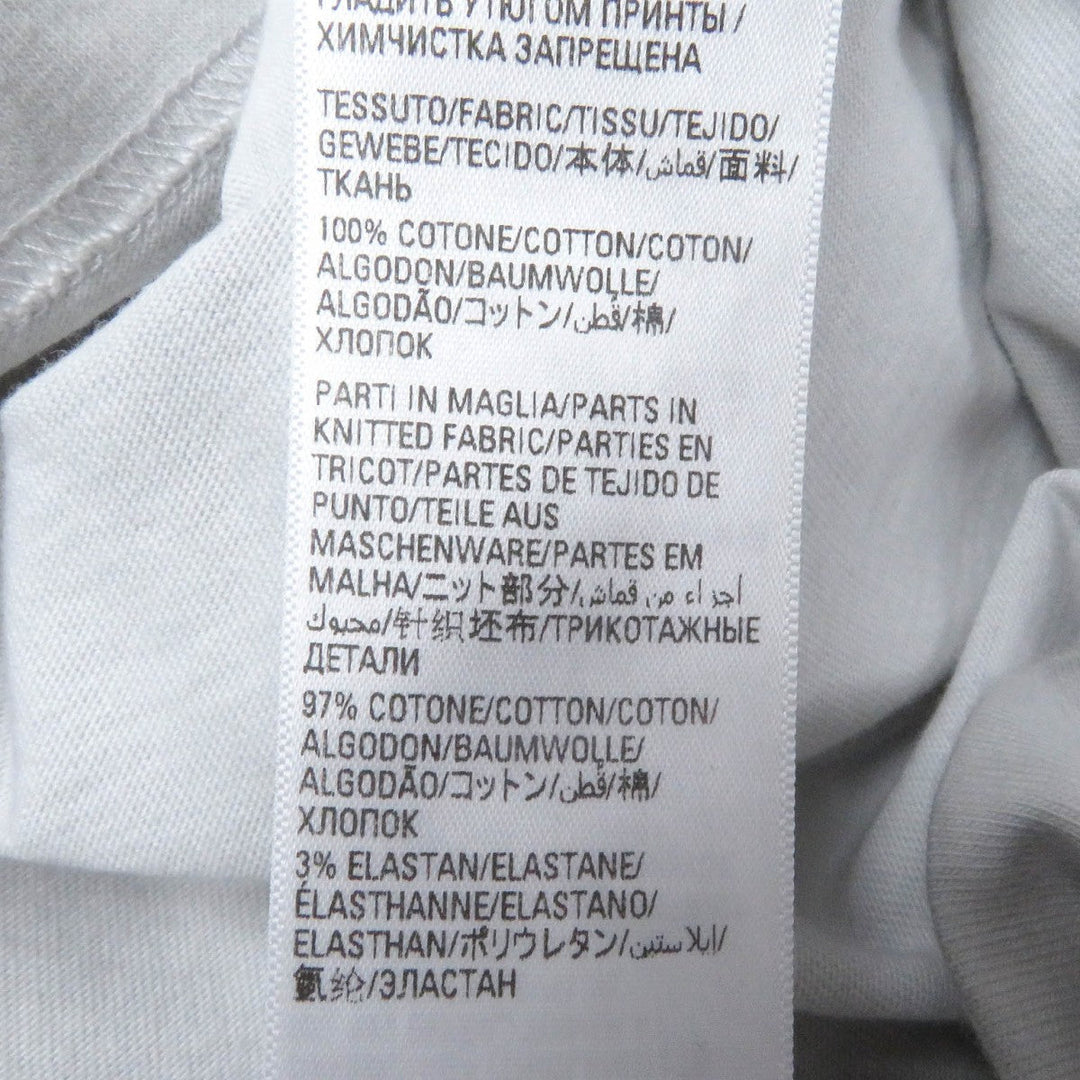 ГЛАДИТЬ УТЮГОМ ПРИНТЫ/
ХИМЧИСТКА ЗАПРЕЩЕНА
TESSUTO/FABRIC/TISSU/TEJIDO/
GEWEBE/TECIDO/本体/قماش/面料/
ТКАНЬ
100% COTONE/COTTON/COTON/
ALGODON/BAUMWOLLE/
ALGODÃO/コットン/قطن/棉/
ХЛОПОК
PARTI IN MAGLIA/PARTS IN
KNITTED FABRIC/PARTIES EN
TRICOT/PARTES DE TEJIDO DE
PUNTO/TEILE AUS
MASCHENWARE/PARTES EM
MALHA/ニット部分/أجزاء من قماش
محبوك/针织坯布/ТРИКОТАЖНЫЕ
ДЕТАЛИ
97% COTONE/COTTON/COTON/
ALGODON/BAUMWOLLE/
ALGODÃO/コットン/قطن/棉/
ХЛОПОК
3% ELASTAN/ELASTANE/
ÉLASTHANNE/ELASTANO/
ELASTHAN/ポリウレタン/ايلاستين/
氨纶/ЭЛАСТАН